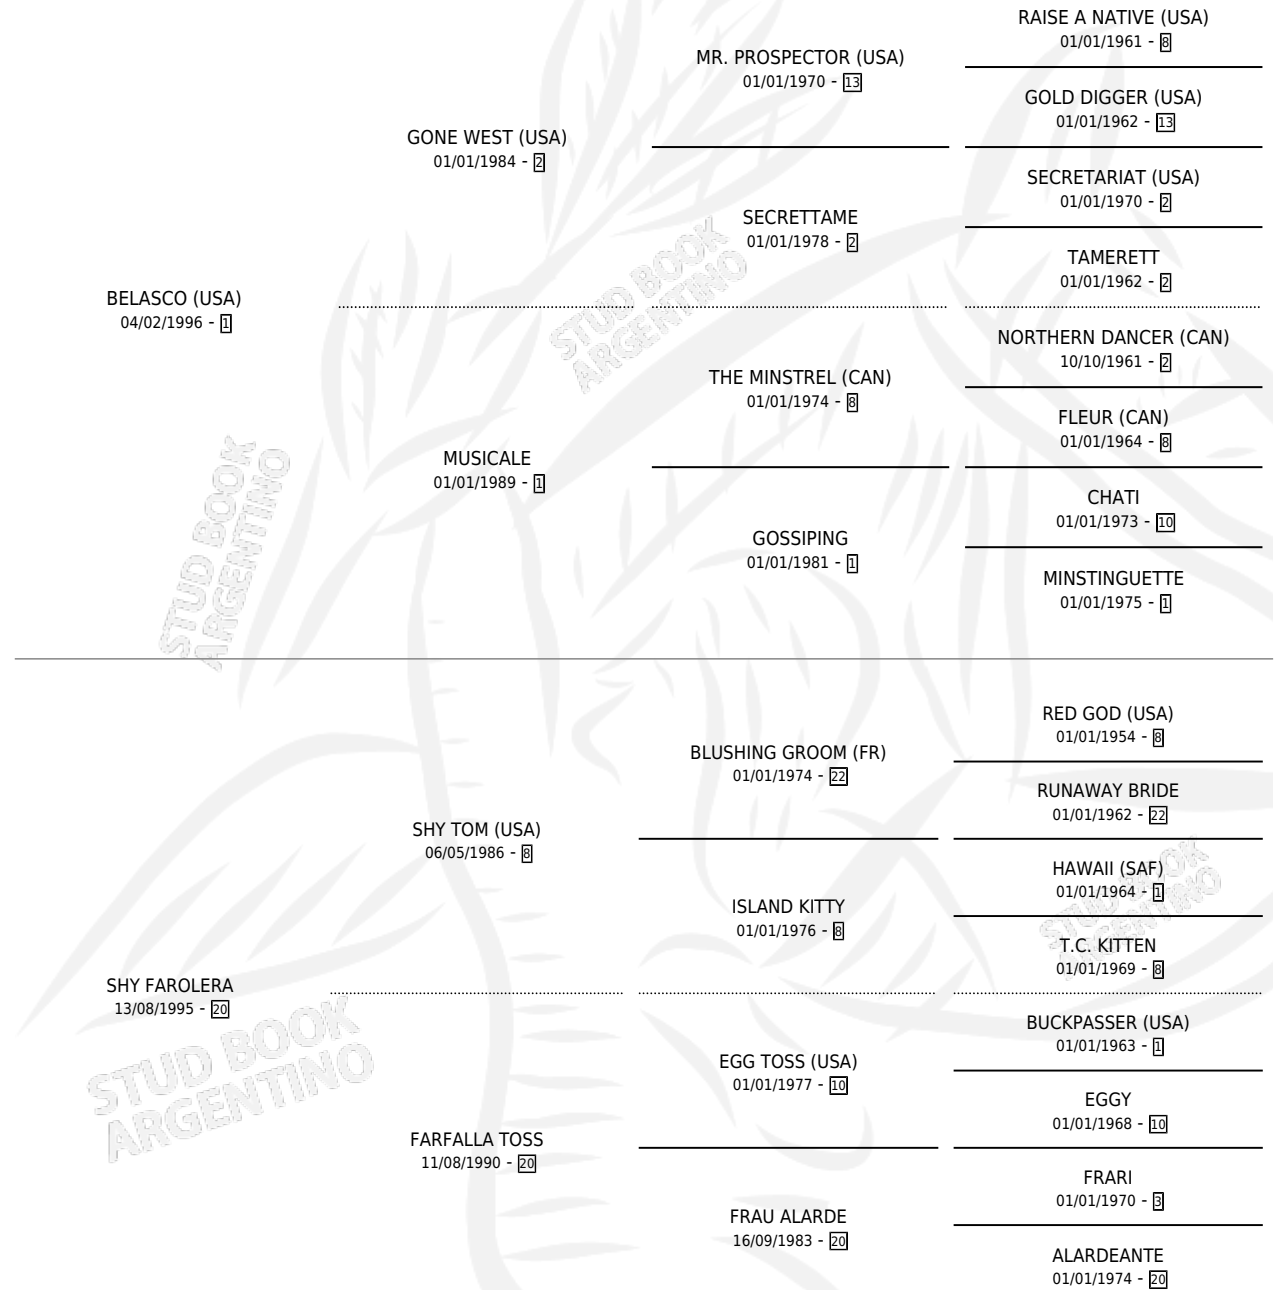 RAISE A NATIVE (USA)
01/01/1961 - 8
MR. PROSPECTOR (USA)
01/01/1970 - 13
GOLD DIGGER (USA)
01/01/1962 - 13
GONE WEST (USA)
01/01/1984 - 2
SECRETARIAT (USA)
01/01/1970 - 2
SECRETTAME
01/01/1978 - 2
TAMERETT
01/01/1962 - 2
BELASCO (USA)
04/02/1996 - 1
NORTHERN DANCER (CAN)
10/10/1961 - 2
THE MINSTREL (CAN)
01/01/1974 - 8
FLEUR (CAN)
01/01/1964 - 8
MUSICALE
01/01/1989 - 1
CHATI
01/01/1973 - 10
GOSSIPING
01/01/1981 - 1
MINSTINGUETTE
01/01/1975 - 1
RED GOD (USA)
01/01/1954 - 8
BLUSHING GROOM (FR)
01/01/1974 - 22
RUNAWAY BRIDE
01/01/1962 - 22
SHY TOM (USA)
06/05/1986 - 8
HAWAII (SAF)
01/01/1964 - 1
ISLAND KITTY
01/01/1976 - 8
T.C. KITTEN
01/01/1969 - 8
SHY FAROLERA
13/08/1995 - 20
BUCKPASSER (USA)
01/01/1963 - 1
EGG TOSS (USA)
01/01/1977 - 10
EGGY
01/01/1968 - 10
FARFALLA TOSS
11/08/1990 - 20
FRARI
01/01/1970 - 3
FRAU ALARDE
16/09/1983 - 20
ALARDEANTE
01/01/1974 - 20
STUD BOOK
ARGENTINO
STUD BOOK
ARGENTINO
STUD BOOK
ARGENTINO
STUD BOOK
ARGENTINO